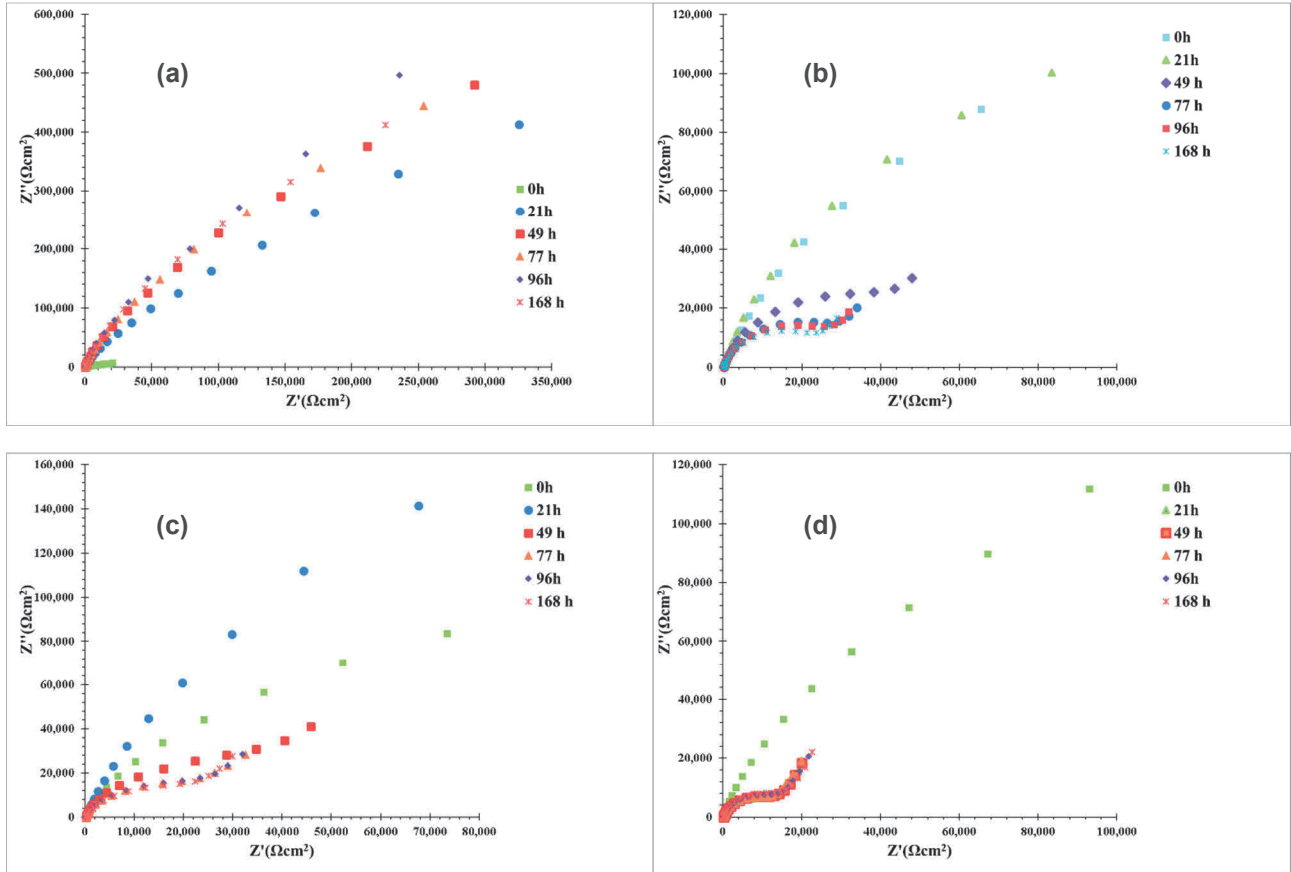 600,000
500,000
400,000
300,000
200,000
100,000
0
Z''(Ωcm²)
(a)
0h
21h
49 h
77 h
96h
168 h
0 50,000 100,000 150,000 200,000 250,000 300,000 350,000
Z'(Ωcm²)
120,000
100,000
80,000
60,000
40,000
20,000
0
Z''(Ωcm²)
(b)
0h
21h
49 h
77 h
96h
168 h
0 20,000 40,000 60,000 80,000 100,000
Z'(Ωcm²)
160,000
140,000
120,000
100,000
80,000
60,000
40,000
20,000
0
Z''(Ωcm²)
(c)
0h
21h
49 h
77 h
96h
168 h
0 10,000 20,000 30,000 40,000 50,000 60,000 70,000 80,000
Z'(Ωcm²)
120,000
100,000
80,000
60,000
40,000
20,000
0
Z''(Ωcm²)
(d)
0h
21h
49 h
77 h
96h
168 h
0 20,000 40,000 60,000 80,000 100,000
Z'(Ωcm²)